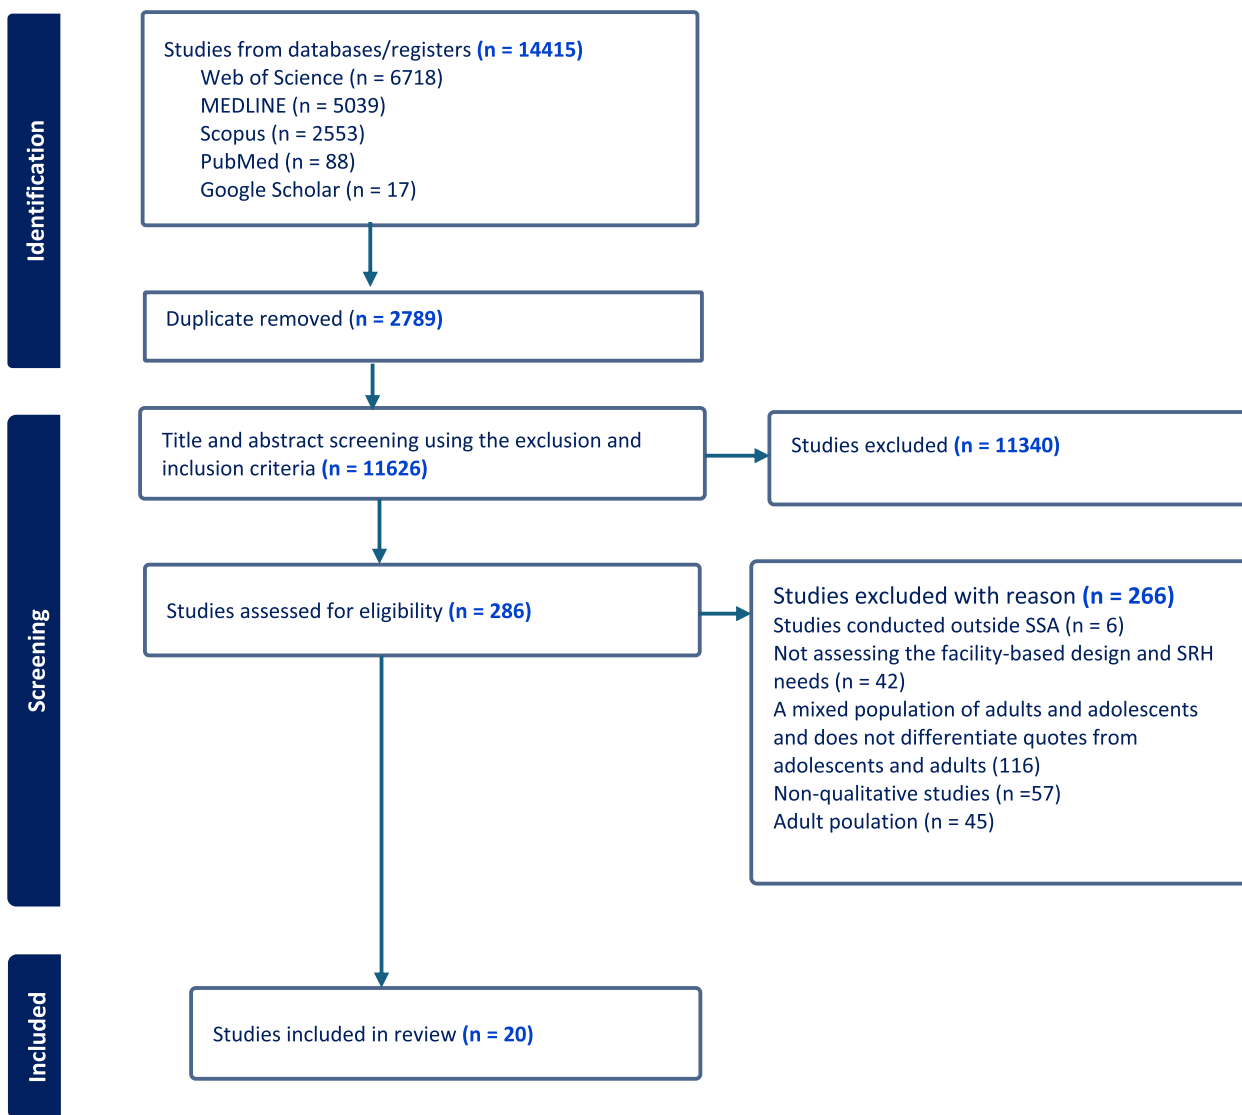 Identification
Studies from databases/registers (n = 14415)
Web of Science (n = 6718)
MEDLINE (n = 5039)
Scopus (n = 2553)
PubMed (n = 88)
Google Scholar (n = 17)
Duplicate removed (n = 2789)
Screening
Title and abstract screening using the exclusion and
inclusion criteria (n = 11626)
Studies excluded (n = 11340)
Studies assessed for eligibility (n = 286)
Studies excluded with reason (n = 266)
Studies conducted outside SSA (n = 6)
Not assessing the facility-based design and SRH
needs (n = 42)
A mixed population of adults and adolescents
and does not differentiate quotes from
adolescents and adults (116)
Non-qualitative studies (n =57)
Adult poulation (n = 45)
Included
Studies included in review (n = 20)